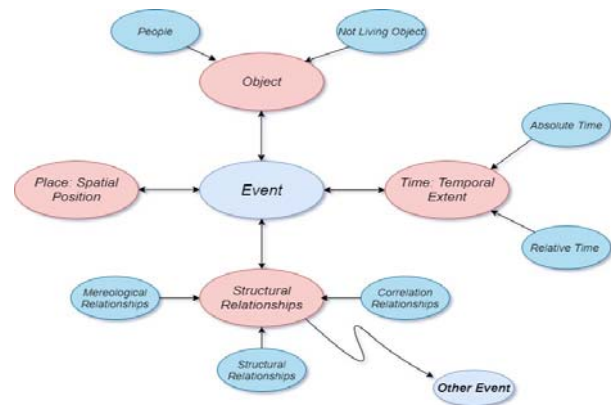 People
Not Living Object
Object
Absolute Time
Place: Spatial
Position
Event
Time: Temporal
Extent
Relative Time
Mereological
Relationships
Structural
Relationships
Correlation
Relationships
Structural
Relationships
Other Event